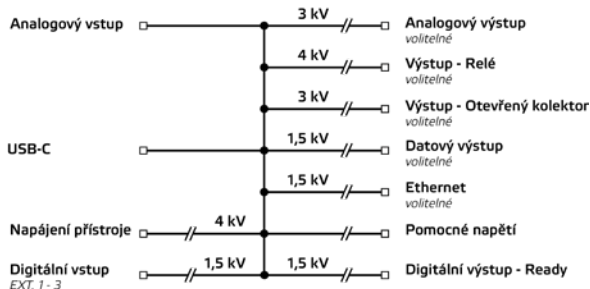 3 kV
Analogový vstup
Analogový výstup
volitelné
4 kV
Výstup - Relé
volitelné
3 kV
Výstup - Otevřený kolektor
volitelné
1,5 kV
USB-C
Datový výstup
volitelné
1,5 kV
Ethernet
volitelné
4 kV
Napájení přístroje
Pomocné napětí
1,5 kV
1,5 kV
Digitální vstup
Digitální výstup - Ready
EXT. 1 - 3